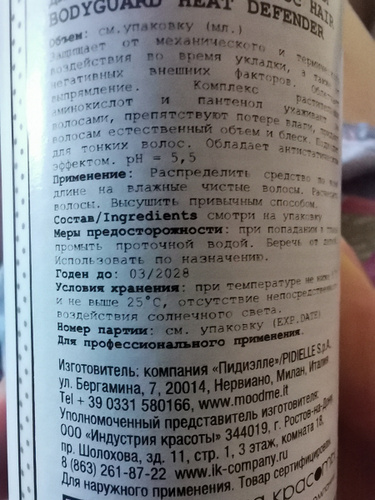 HAIR
BODYGUARD HEAT DEFENDER
Объем: см.упаковку (мл.)
Защищает от механического и
воздействия во время укладки, а
негативных внешних факторов.
выпрямление. Комплекс
аминокислот и пантенол ухаживает
волосами, препятствуют потере влаги,
волосам естественный объем и блеск.
для тонких волос. Обладает
эффектом. pH = 5,5
Применение: Распределить средство по
длине на влажные чистые волосы.
волосы. Высушить привычным способом.
Состав/Ingredients смотри на упаковку
Меры предосторожности: при попадании в
промыть проточной водой. Беречь от
Использовать по назначению.
Годен до: 03/2028
Условия хранения: при температуре не
и не выше 25°C, отсутствие
воздействия солнечного света.
Номер партии: см. упаковку (EXP.DATE)
Для профессионального применения.
Изготовитель: компания «Пидиэлле»/PIDIELLE S.p.A.
ул. Бергамина, 7, 20014, Нервиано, Милан, Италия
Tel + 39 0331 580166, www.moodme.it
Уполномоченный представитель изготовителя:
ООО «Индустрия красоты» 344019, г. Ростов-на-Дону
пр. Шолохова, зд. 11, стр. 1, 3 этаж, комната 18.
8 (863) 261-87-22 www.ik-company.ru
Для наружного применения. Товар сертифицирован